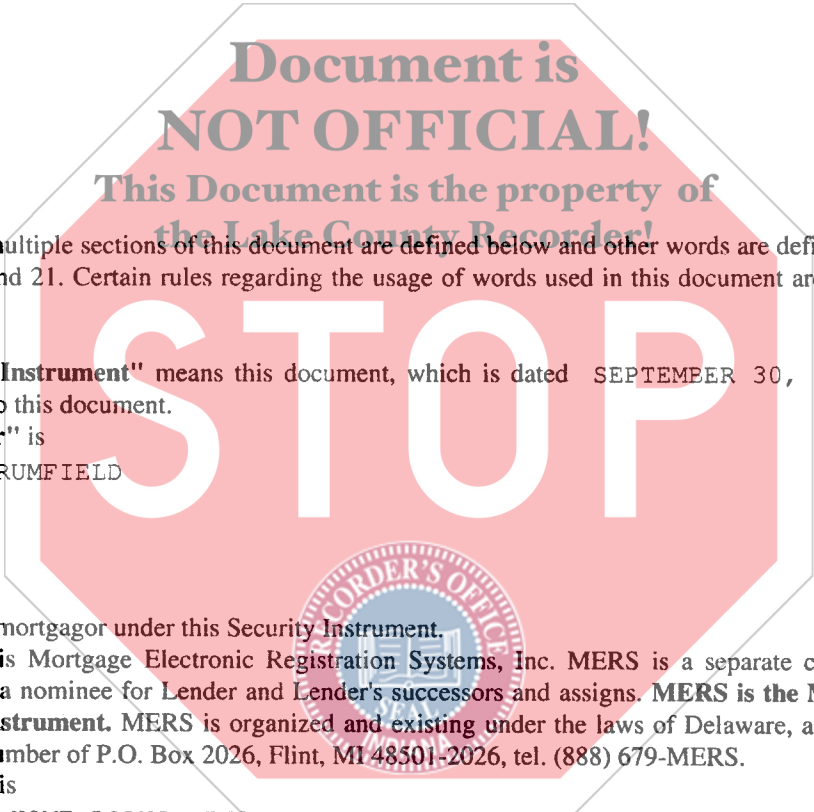 Document is
NOT OFFICIAL!
This Document is the property of
the Lake County Recorder!
ultiple sections of this document are defined below and other words are defi
nd 21. Certain rules regarding the usage of words used in this document ar
STOP
Instrument" means this document, which is dated SEPTEMBER 30,
o this document.
r" is
RUMFIELD
RECORDER'S OFFICE
mortgagor under this Security Instrument.
is Mortgage Electronic Registration Systems, Inc. MERS is a separate c
a nominee for Lender and Lender's successors and assigns. MERS is the M
strument. MERS is organized and existing under the laws of Delaware, a
SEAL
umber of P.O. Box 2026, Flint, MI 48501-2026, tel. (888) 679-MERS.
INDIANA
is